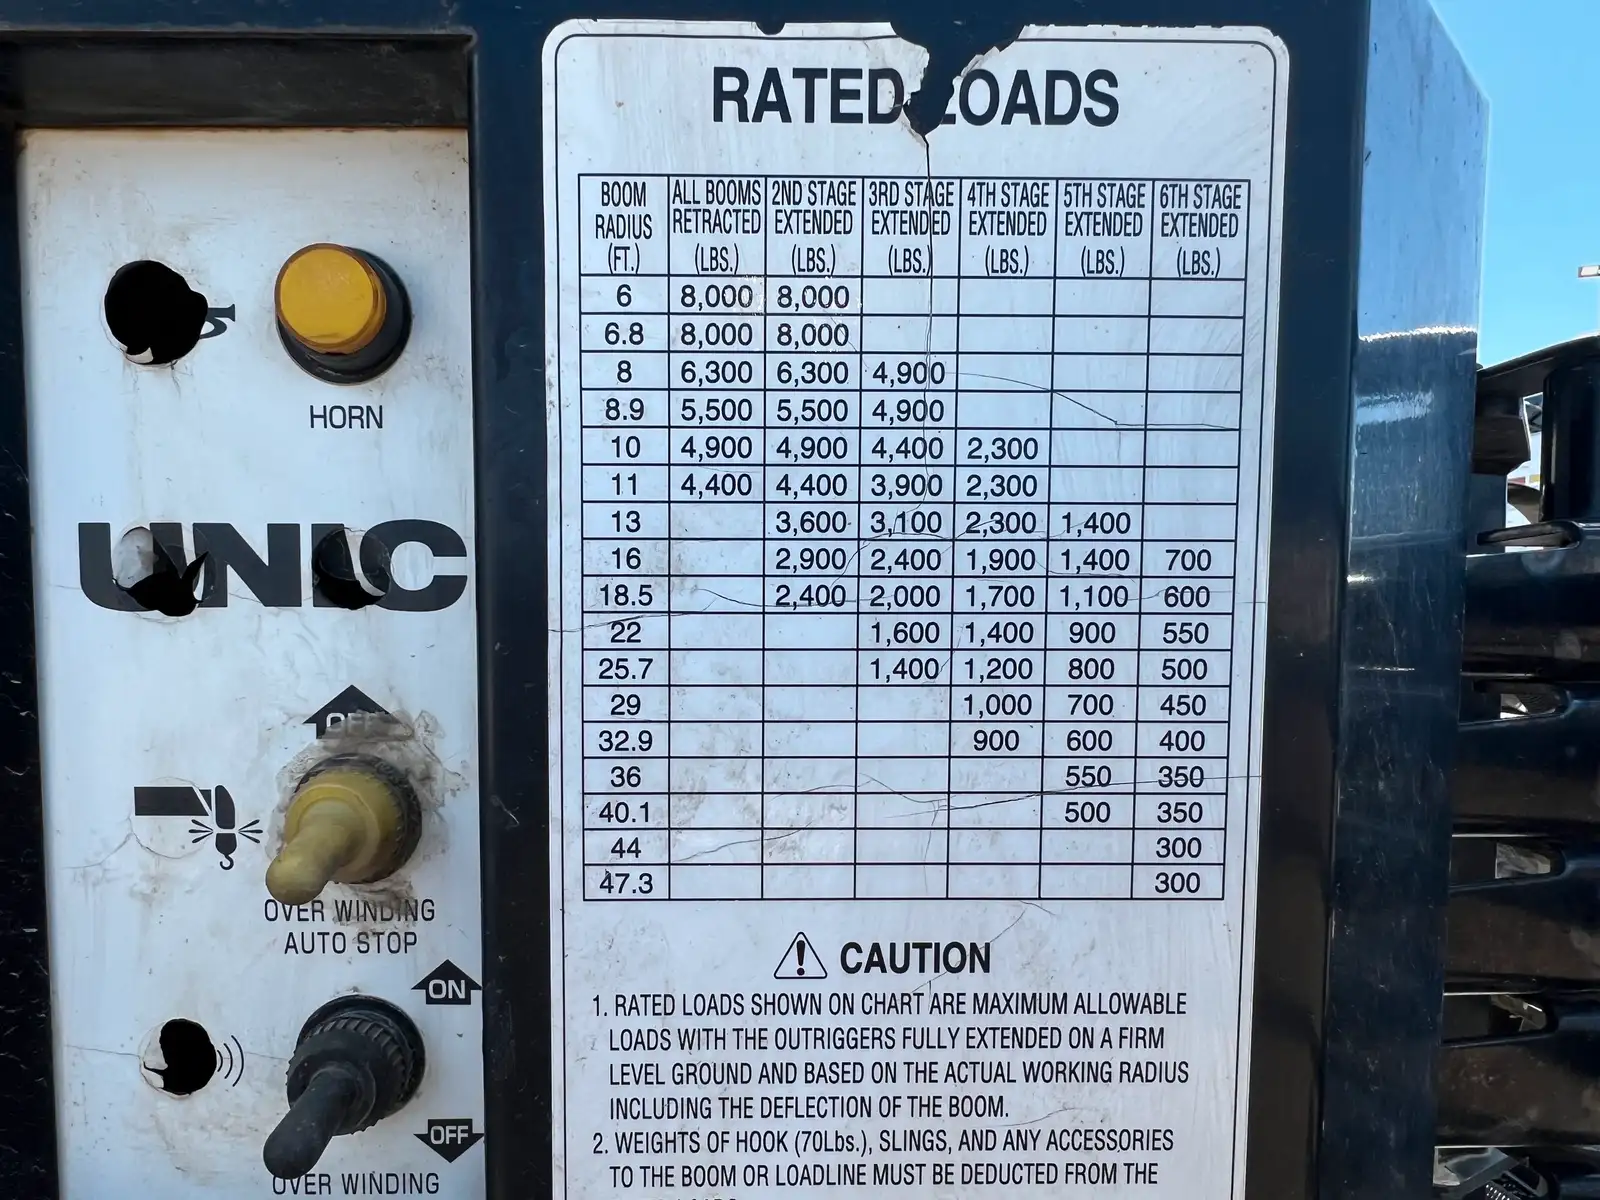 RATED LOADS
BOOM RADIUS (FT.) ALL BOOMS RETRACTED (LBS.) 2ND STAGE EXTENDED (LBS.) 3RD STAGE EXTENDED (LBS.) 4TH STAGE EXTENDED (LBS.) 5TH STAGE EXTENDED (LBS.) 6TH STAGE EXTENDED (LBS.)
6 8,000 8,000
6.8 8,000 8,000
8 6,300 6,300 4,900
8.9 5,500 5,500 4,900
10 4,900 4,900 4,400 2,300
11 4,400 4,400 3,900 2,300
13 3,600 3,100 2,300 1,400
16 2,900 2,400 1,900 1,400 700
18.5 2,400 2,000 1,700 1,100 600
22 1,600 1,400 900 550
25.7 1,400 1,200 800 500
29 1,000 700 450
32.9 900 600 400
36 550 350
40.1 500 350
44 300
47.3 300
CAUTION
1. RATED LOADS SHOWN ON CHART ARE MAXIMUM ALLOWABLE
LOADS WITH THE OUTRIGGERS FULLY EXTENDED ON A FIRM
LEVEL GROUND AND BASED ON THE ACTUAL WORKING RADIUS
INCLUDING THE DEFLECTION OF THE BOOM.
2. WEIGHTS OF HOOK (70Lbs.), SLINGS, AND ANY ACCESSORIES
TO THE BOOM OR LOADLINE MUST BE DEDUCTED FROM THE
HORN
UNIC
OFF
OVER WINDING
AUTO STOP
ON
OFF
OVER WINDING